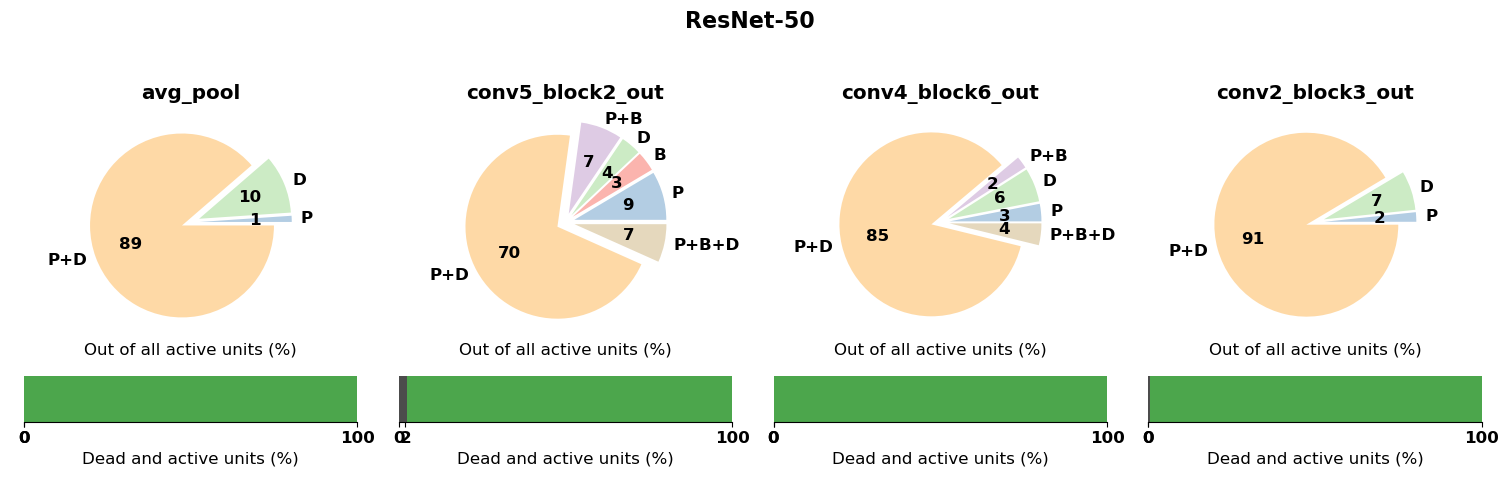 ResNet-50
avg_pool
D
10
1
P
89
P+D
Out of all active units (%)
0
0
100
Dead and active units (%)
conv5_block2_out
P+B
D
B
7
4
3
P
9
7
P+B+D
70
P+D
Out of all active units (%)
0
2
100
Dead and active units (%)
conv4_block6_out
P+B
2
D
6
P
3
4
P+B+D
85
P+D
Out of all active units (%)
0
0
100
Dead and active units (%)
conv2_block3_out
D
7
2
P
91
P+D
Out of all active units (%)
0
0
100
Dead and active units (%)